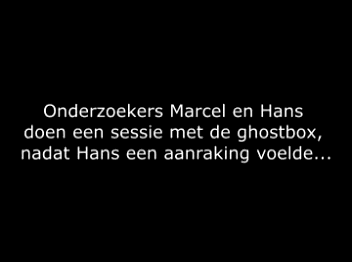 Onderzoekers Marcel en Hans
doen een sessie met de ghostbox,
nadat Hans een aanraking voelde...